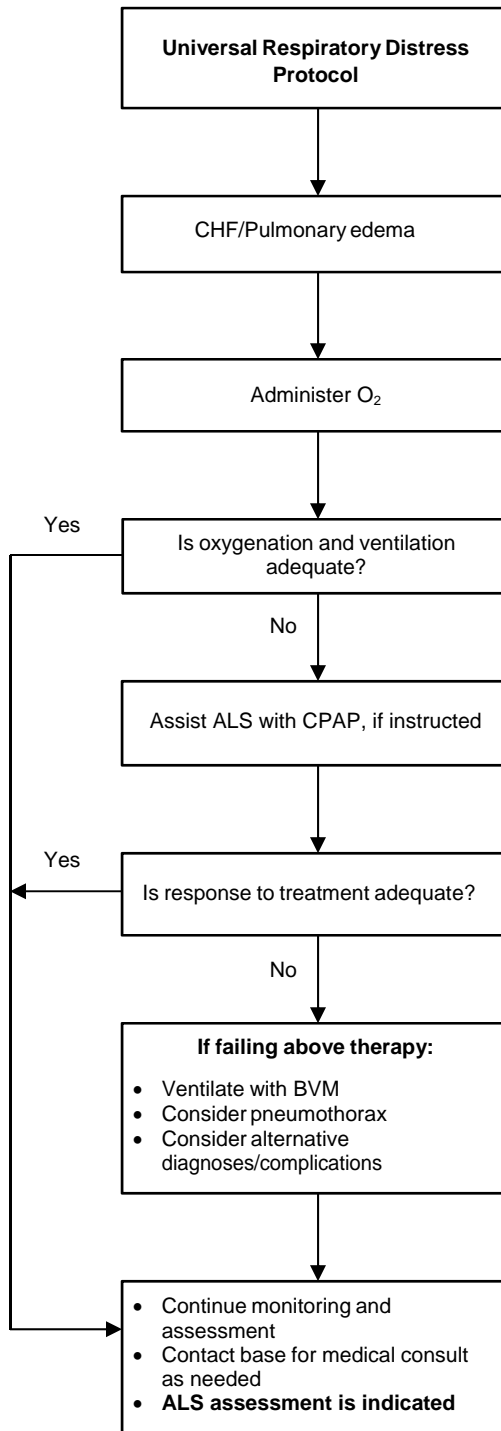 Universal Respiratory Distress
Protocol
CHF/Pulmonary edema
Administer O₂
Yes
Is oxygenation and ventilation
adequate?
No
Assist ALS with CPAP, if instructed
Yes
Is response to treatment adequate?
No
If failing above therapy:
• Ventilate with BVM
• Consider pneumothorax
• Consider alternative
diagnoses/complications
• Continue monitoring and
assessment
• Contact base for medical consult
as needed
• ALS assessment is indicated